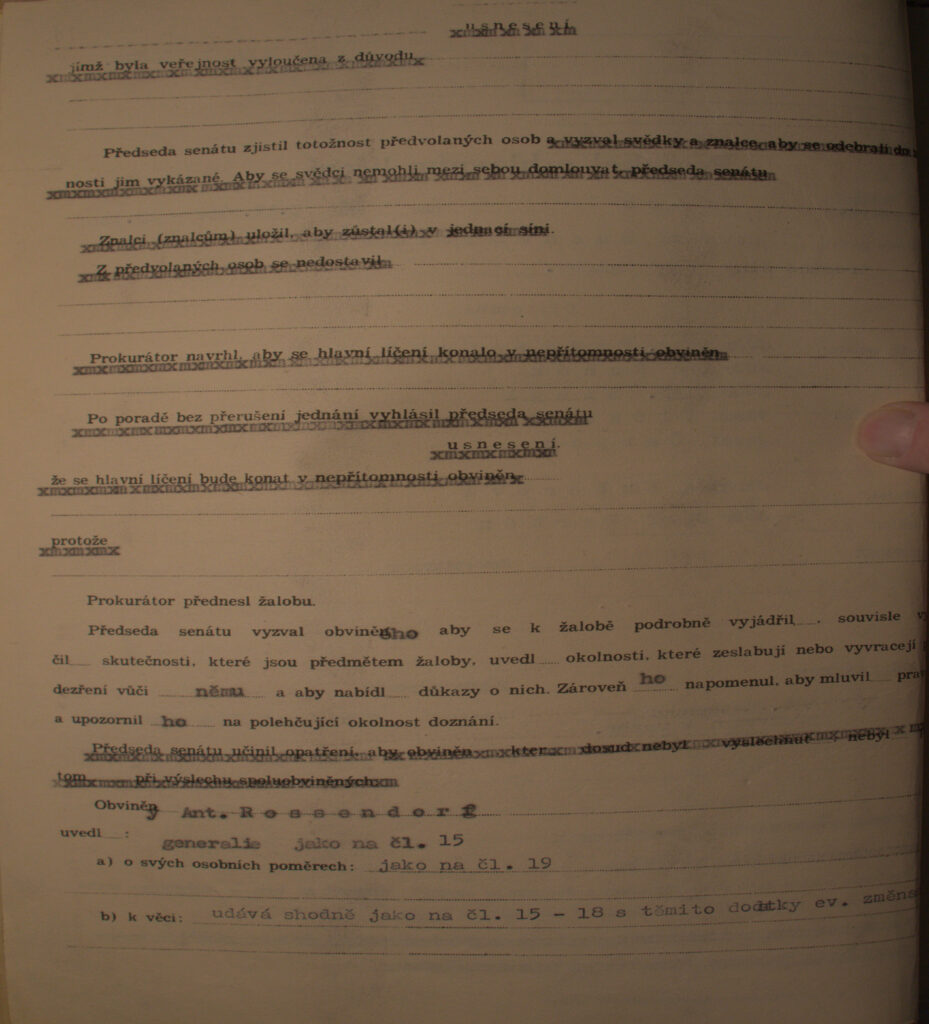 u s n e s e n í
jímž byla veřejnost vyloučena z důvodu
Předseda senátu zjistil totožnost předvolaných osob a vyzval svědky a znalce, aby se odebrali do
nosti jim vykázané. Aby se svědci nemohli mezi sebou domlouvat, předseda senátu
Znalci (znalcům) uložil, aby zůstal(i) v jednací síni.
Z předvolaných osob se nedostavil
Prokurátor navrhl, aby se hlavní líčení konalo v nepřítomnosti obviněn
Po poradě bez přerušení jednání vyhlásil předseda senátu
u s n e s e n í.
že se hlavní líčení bude konat v nepřítomnosti obviněn
protože
Prokurátor přednesl žalobu.
Předseda senátu vyzval obviněného aby se k žalobě podrobně vyjádřil , souvisle
čil skutečnosti, které jsou předmětem žaloby, uvedl okolnosti, které zeslabují nebo vyvracejí
dezření vůči němu a aby nabídl důkazy o nich. Zároveň ho napomenul, aby mluvil
a upozornil ho na polehčující okolnost doznání.
Předseda senátu učinil opatření, aby obviněn kter dosud nebyl vyslechnut , nebyl
tom při výslechu spoluobviněných
Obviněný Ant. R o s s e n d o r f
uvedl :
generalie jako na čl. 15
a) o svých osobních poměrech: jako na čl. 19
b) k věci: udává shodně jako na čl. 15 - 18 s těmito dodatky ev. změna